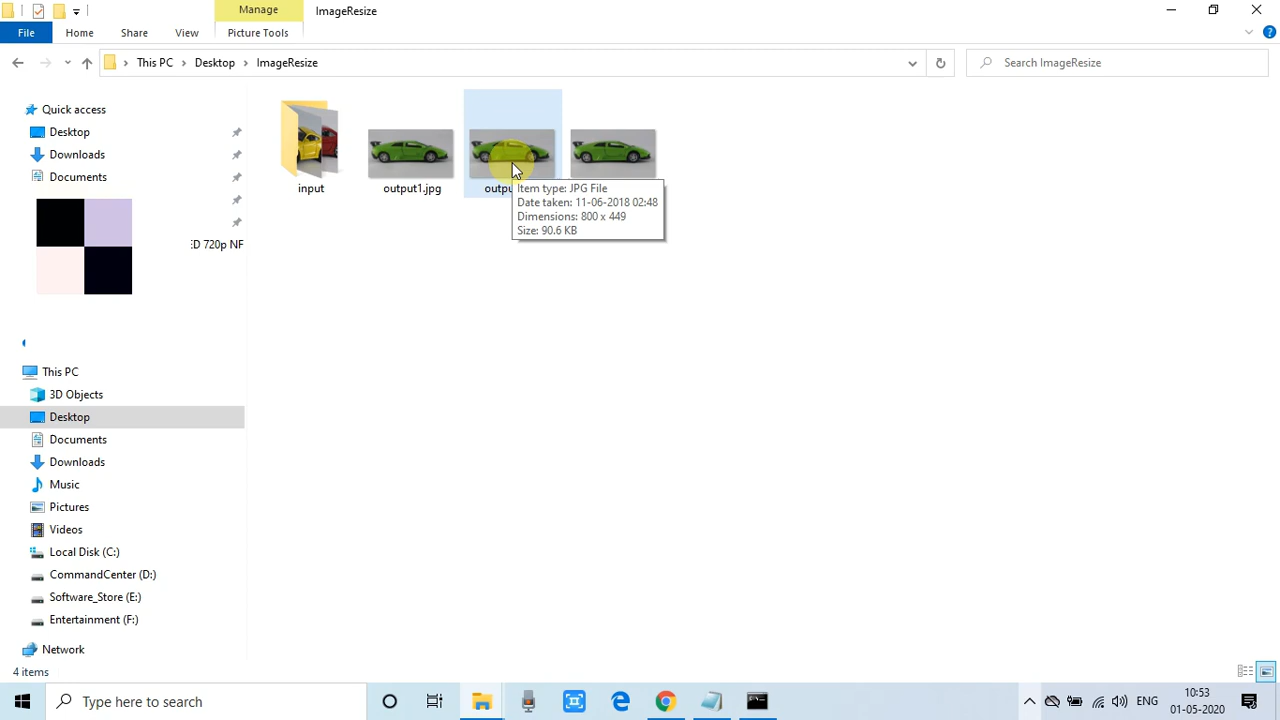 Manage
ImageResize
File
Home
Share
View
Picture Tools
This PC
Desktop
ImageResize
Search ImageResize
Quick access
Desktop
Downloads
Documents
ED 720p NF
input
output1.jpg
outpu
Item type: JPG File
Date taken: 11-06-2018 02:48
Dimensions: 800 x 449
Size: 90.6 KB
This PC
3D Objects
Desktop
Documents
Downloads
Music
Pictures
Videos
Local Disk (C:)
CommandCenter (D:)
Software_Store (E:)
Entertainment (F:)
Network
4 items
Type here to search
ENG
10:53
01-05-2020